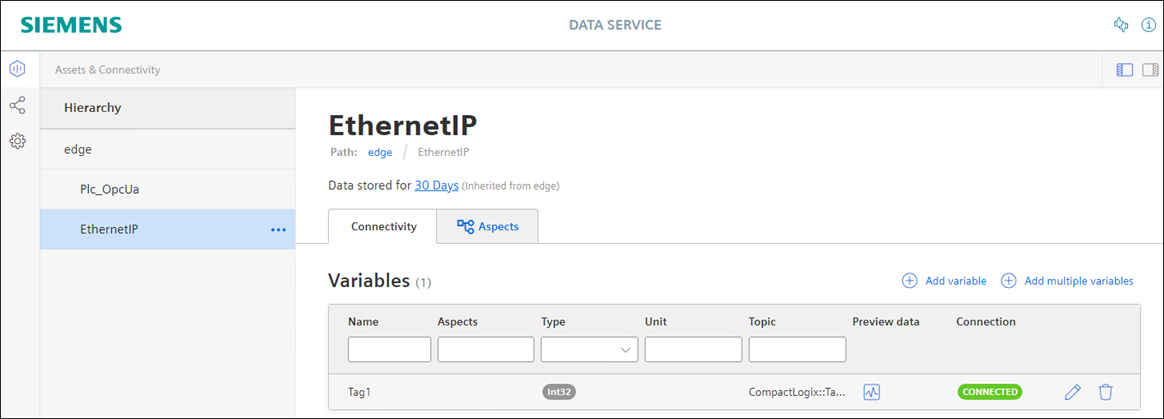 SIEMENS
DATA SERVICE
Assets & Connectivity
Hierarchy
edge
Plc_OpcUa
EthernetIP
EthernetIP
Path: edge / EthernetIP
Data stored for 30 Days (Inherited from edge)
Connectivity Aspects
Variables (1) Add variable Add multiple variables
Name Aspects Type Unit Topic Preview data Connection
Tag1 Int32 CompactLogix::Ta... CONNECTED